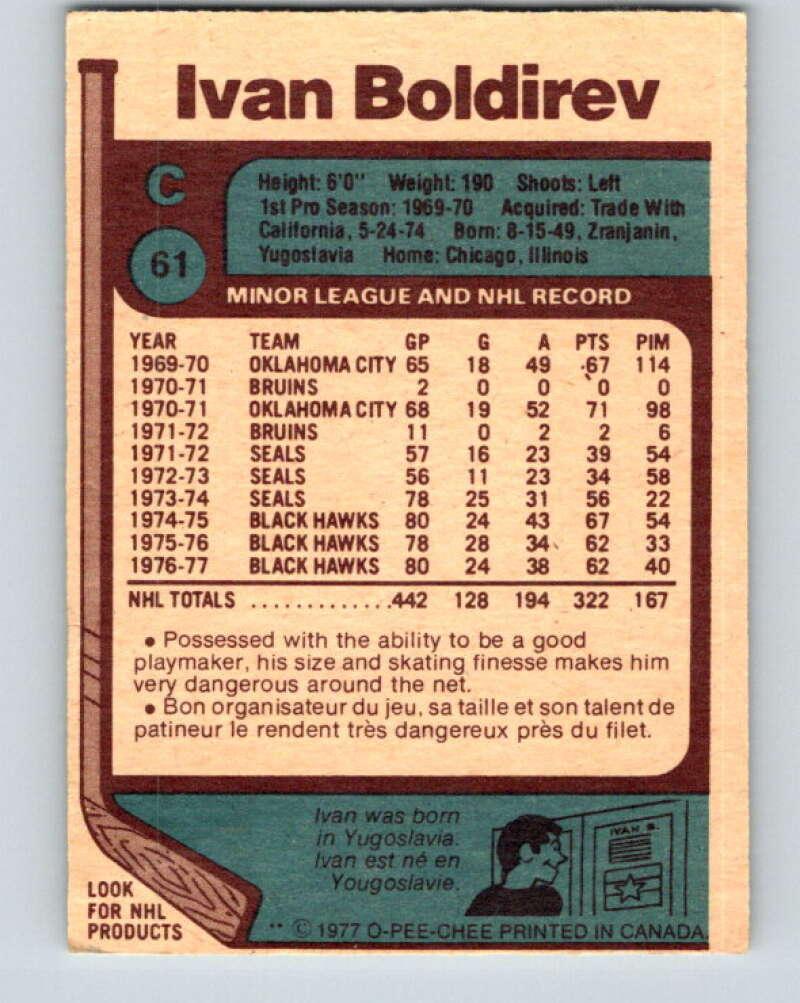 Ivan Boldirev
C
Height: 6'0" Weight: 190 Shoots: Left
1st Pro Season: 1969-70 Acquired: Trade With
California, 5-24-74 Born: 8-15-49, Zranjanin,
Yugoslavia Home: Chicago, Illinois
61
MINOR LEAGUE AND NHL RECORD
YEAR TEAM GP G A PTS PIM
1969-70 OKLAHOMA CITY 65 18 49 67 114
1970-71 BRUINS 2 0 0 0 0
1970-71 OKLAHOMA CITY 68 19 52 71 98
1971-72 BRUINS 11 0 2 2 6
1971-72 SEALS 57 16 23 39 54
1972-73 SEALS 56 11 23 34 58
1973-74 SEALS 78 25 31 56 22
1974-75 BLACK HAWKS 80 24 43 67 54
1975-76 BLACK HAWKS 78 28 34 62 33
1976-77 BLACK HAWKS 80 24 38 62 40
NHL TOTALS .............442 128 194 322 167
• Possessed with the ability to be a good
playmaker, his size and skating finesse makes him
very dangerous around the net.
• Bon organisateur du jeu, sa taille et son talent de
patineur le rendent très dangereux près du filet.
Ivan was born
in Yugoslavia.
Ivan est né en
Yougoslavie.
IVAN B.
LOOK
FOR NHL
PRODUCTS
** © 1977 O-PEE-CHEE PRINTED IN CANADA.